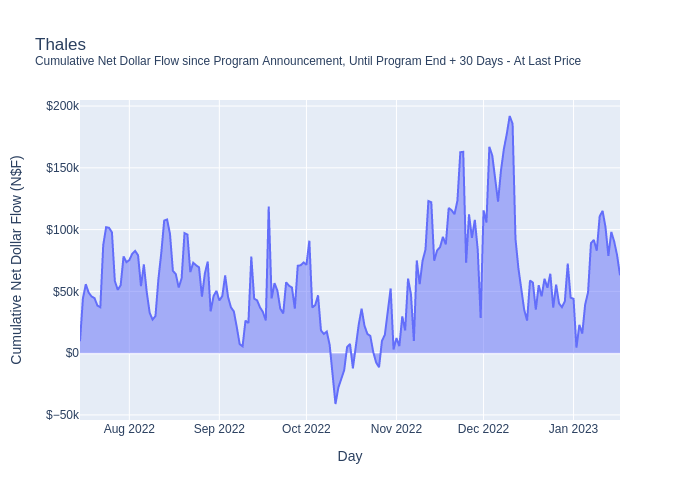 Thales
Cumulative Net Dollar Flow since Program Announcement, Until Program End + 30 Days - At Last Price
Cumulative Net Dollar Flow (N$F)
$200k
$150k
$100k
$50k
$0
$−50k
Aug 2022
Sep 2022
Oct 2022
Nov 2022
Dec 2022
Jan 2023
Day